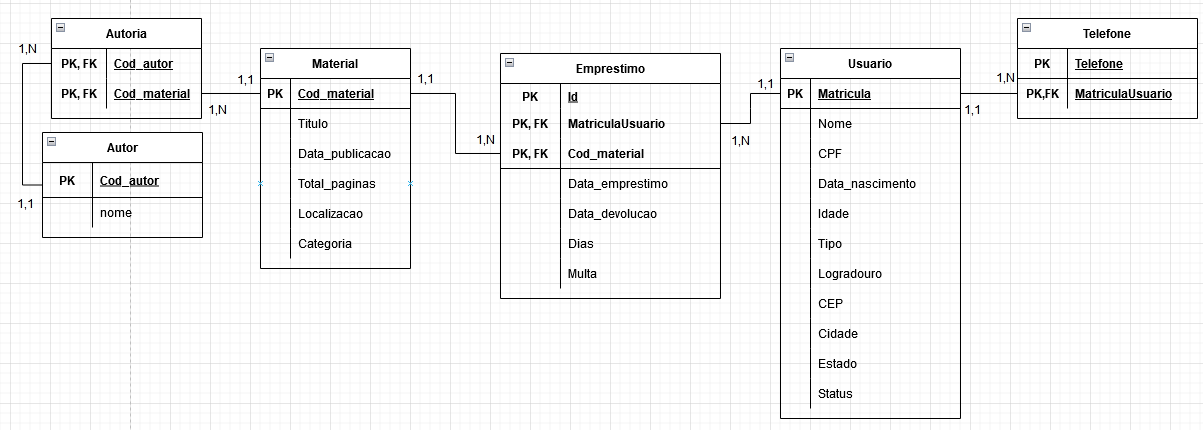 Autoria
PK, FK Cod_autor
PK, FK Cod_material
1,N
1,N
Autor
PK Cod_autor
nome
1,1
Material
PK Cod_material
Titulo
Data_publicacao
Total_paginas
Localizacao
Categoria
1,1
1,1
Emprestimo
PK Id
PK, FK MatriculaUsuario
PK, FK Cod_material
Data_emprestimo
Data_devolucao
Dias
Multa
1,N
1,N
Usuario
PK Matricula
Nome
CPF
Data_nascimento
Idade
Tipo
Logradouro
CEP
Cidade
Estado
Status
1,1
1,1
Telefone
PK Telefone
PK,FK MatriculaUsuario
1,N